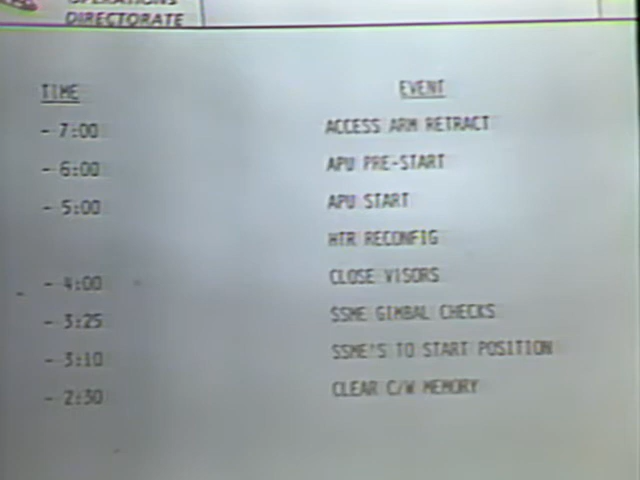 OPERATIONS
DIRECTORATE
TIME EVENT
- 7:00 ACCESS ARM RETRACT
- 6:00 APU PRE-START
- 5:00 APU START
HTR RECONFIG
- 4:00 CLOSE VISORS
- 3:25 SSME GIMBAL CHECKS
- 3:10 SSME'S TO START POSITION
- 2:30 CLEAR C/W MEMORY